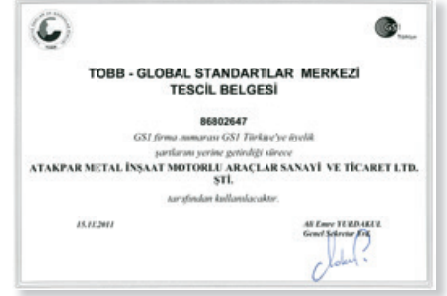 GS1
Türkiye
TOBB - GLOBAL STANDARTLAR MERKEZİ
TESCİL BELGESİ
86802647
GS1 firma numarası GS1 Türkiye'ye üyelik
şartlarını yerine getirdiği sürece
ATAKPAR METAL İNŞAAT MOTORLU ARAÇLAR SANAYİ VE TİCARET LTD.
ŞTİ.
tarafından kullanılacaktır.
15.11.2011
Ali Emre YURDAKUL
Genel Sekreter